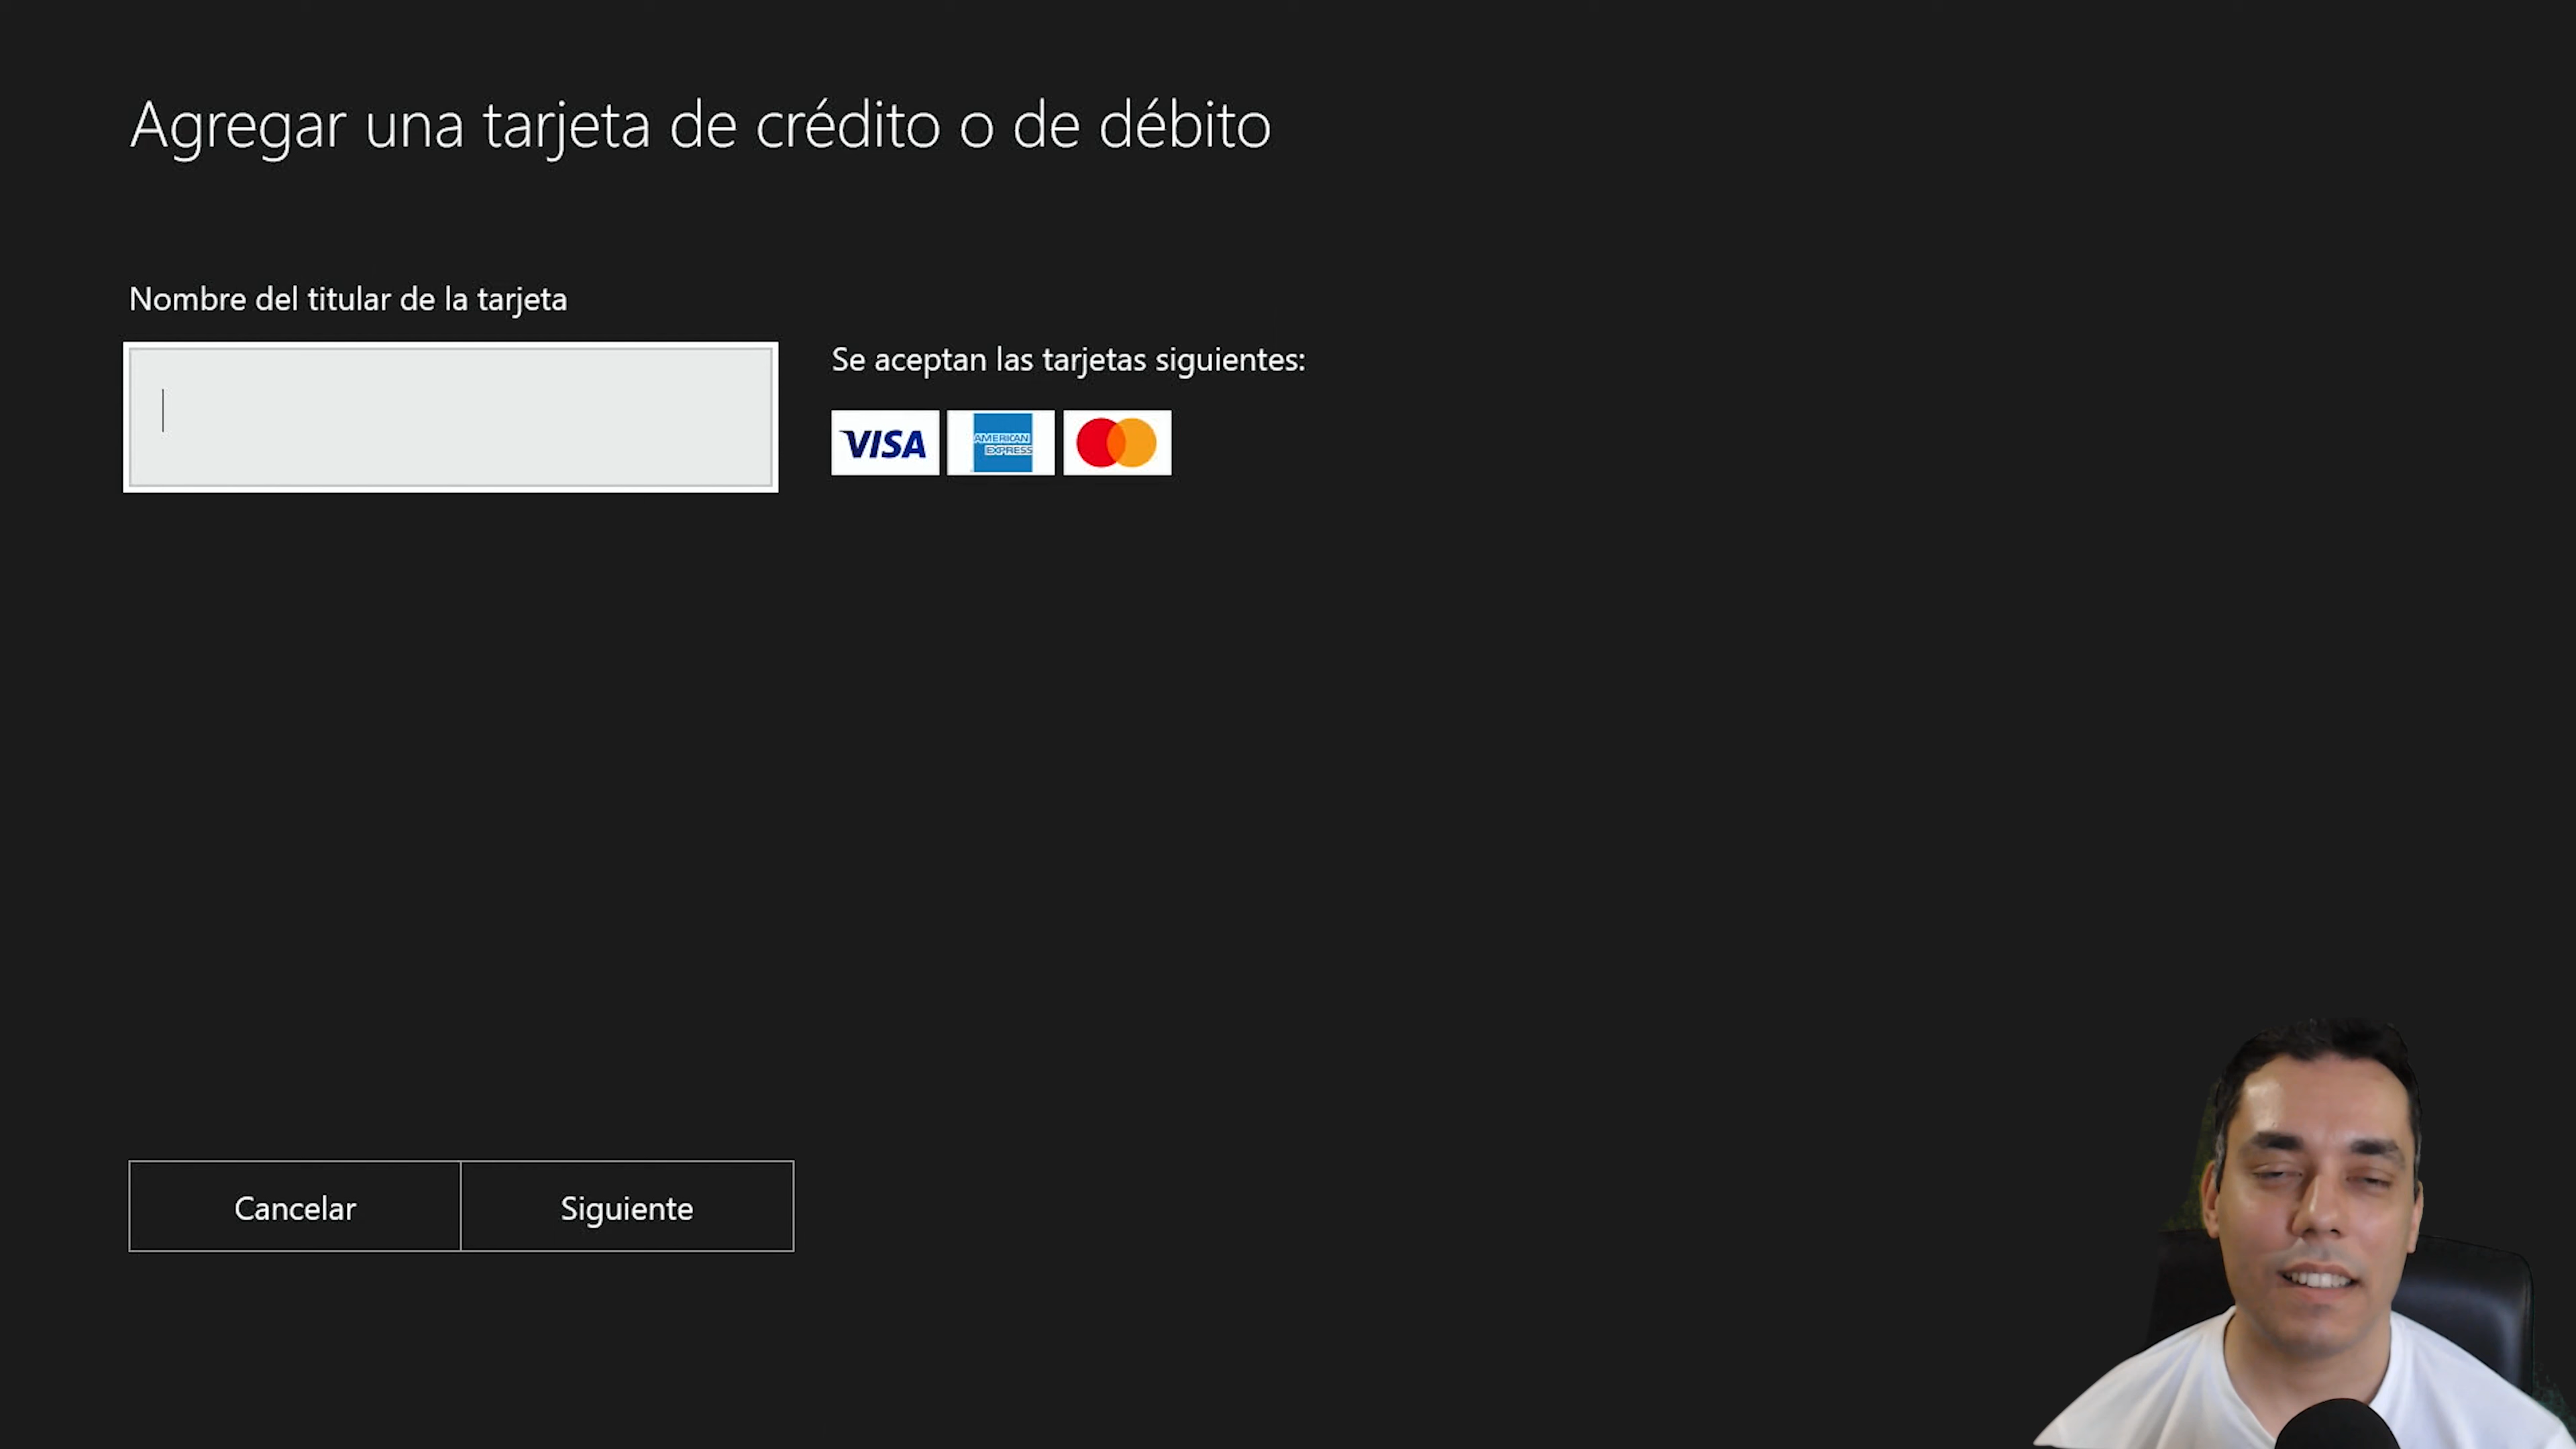 Agregar una tarjeta de crédito o de débito
Nombre del titular de la tarjeta
Se aceptan las tarjetas siguientes:
VISA
AMERICAN
EXPRESS
Cancelar
Siguiente